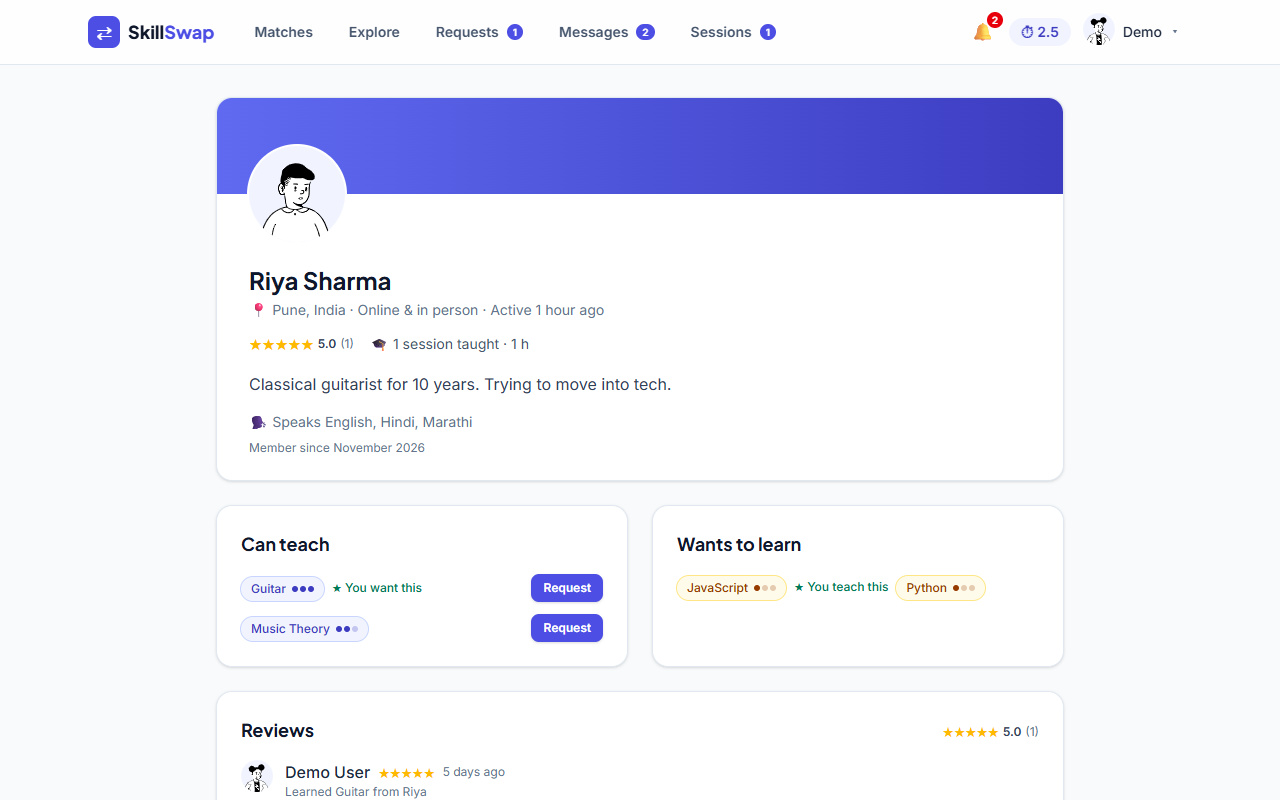 SkillSwap Matches Explore Requests 1 Messages 2 Sessions 1 2 2.5 Demo
Riya Sharma
Pune, India · Online & in person · Active 1 hour ago
★★★★★ 5.0 (1) 1 session taught · 1 h
Classical guitarist for 10 years. Trying to move into tech.
Speaks English, Hindi, Marathi
Member since November 2026
Can teach
Guitar ★ You want this Request
Music Theory Request
Wants to learn
JavaScript ★ You teach this Python
Reviews ★★★★★ 5.0 (1)
Demo User ★★★★★ 5 days ago
Learned Guitar from Riya